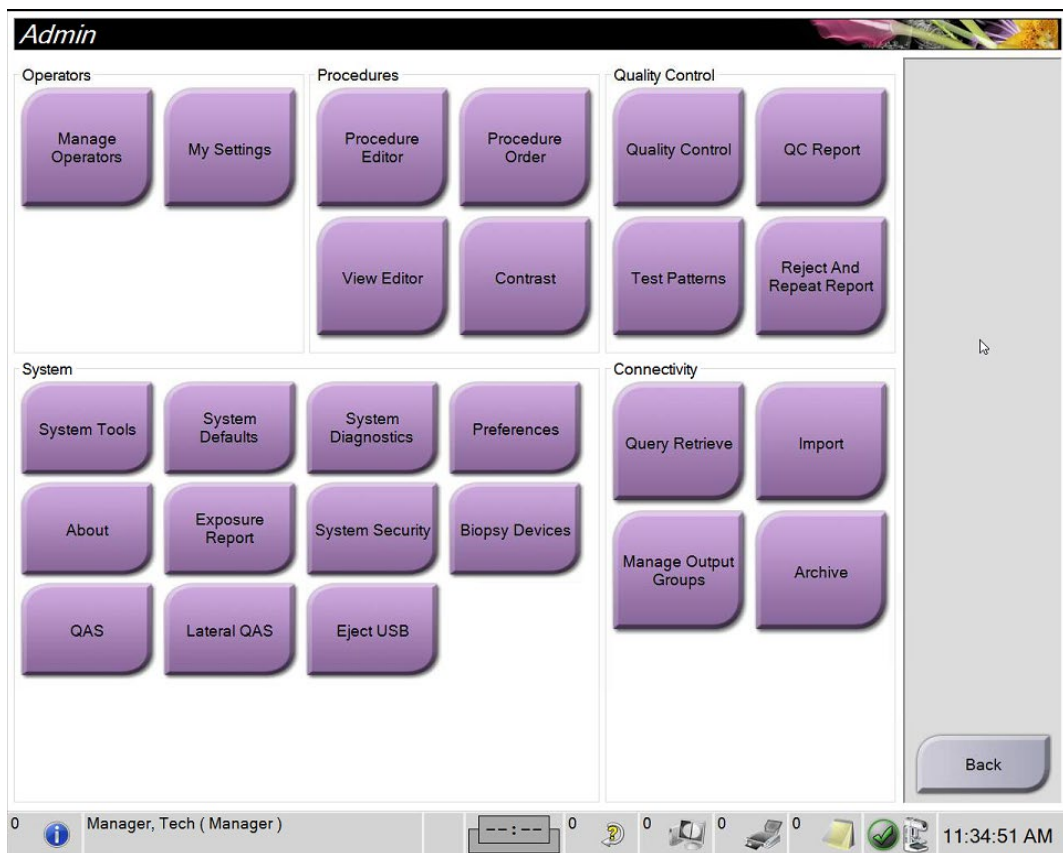 Admin
Operators
Manage
Operators
My Settings
Procedures
Procedure
Editor
Procedure
Order
View Editor
Contrast
Quality Control
Quality Control
QC Report
Test Patterns
Reject And
Repeat Report
System
System Tools
System
Defaults
System
Diagnostics
Preferences
About
Exposure
Report
System Security
Biopsy Devices
QAS
Lateral QAS
Eject USB
Connectivity
Query Retrieve
Import
Manage Output
Groups
Archive
Back
0 Manager, Tech ( Manager ) --:-- 0 0 0 0 11:34:51 AM